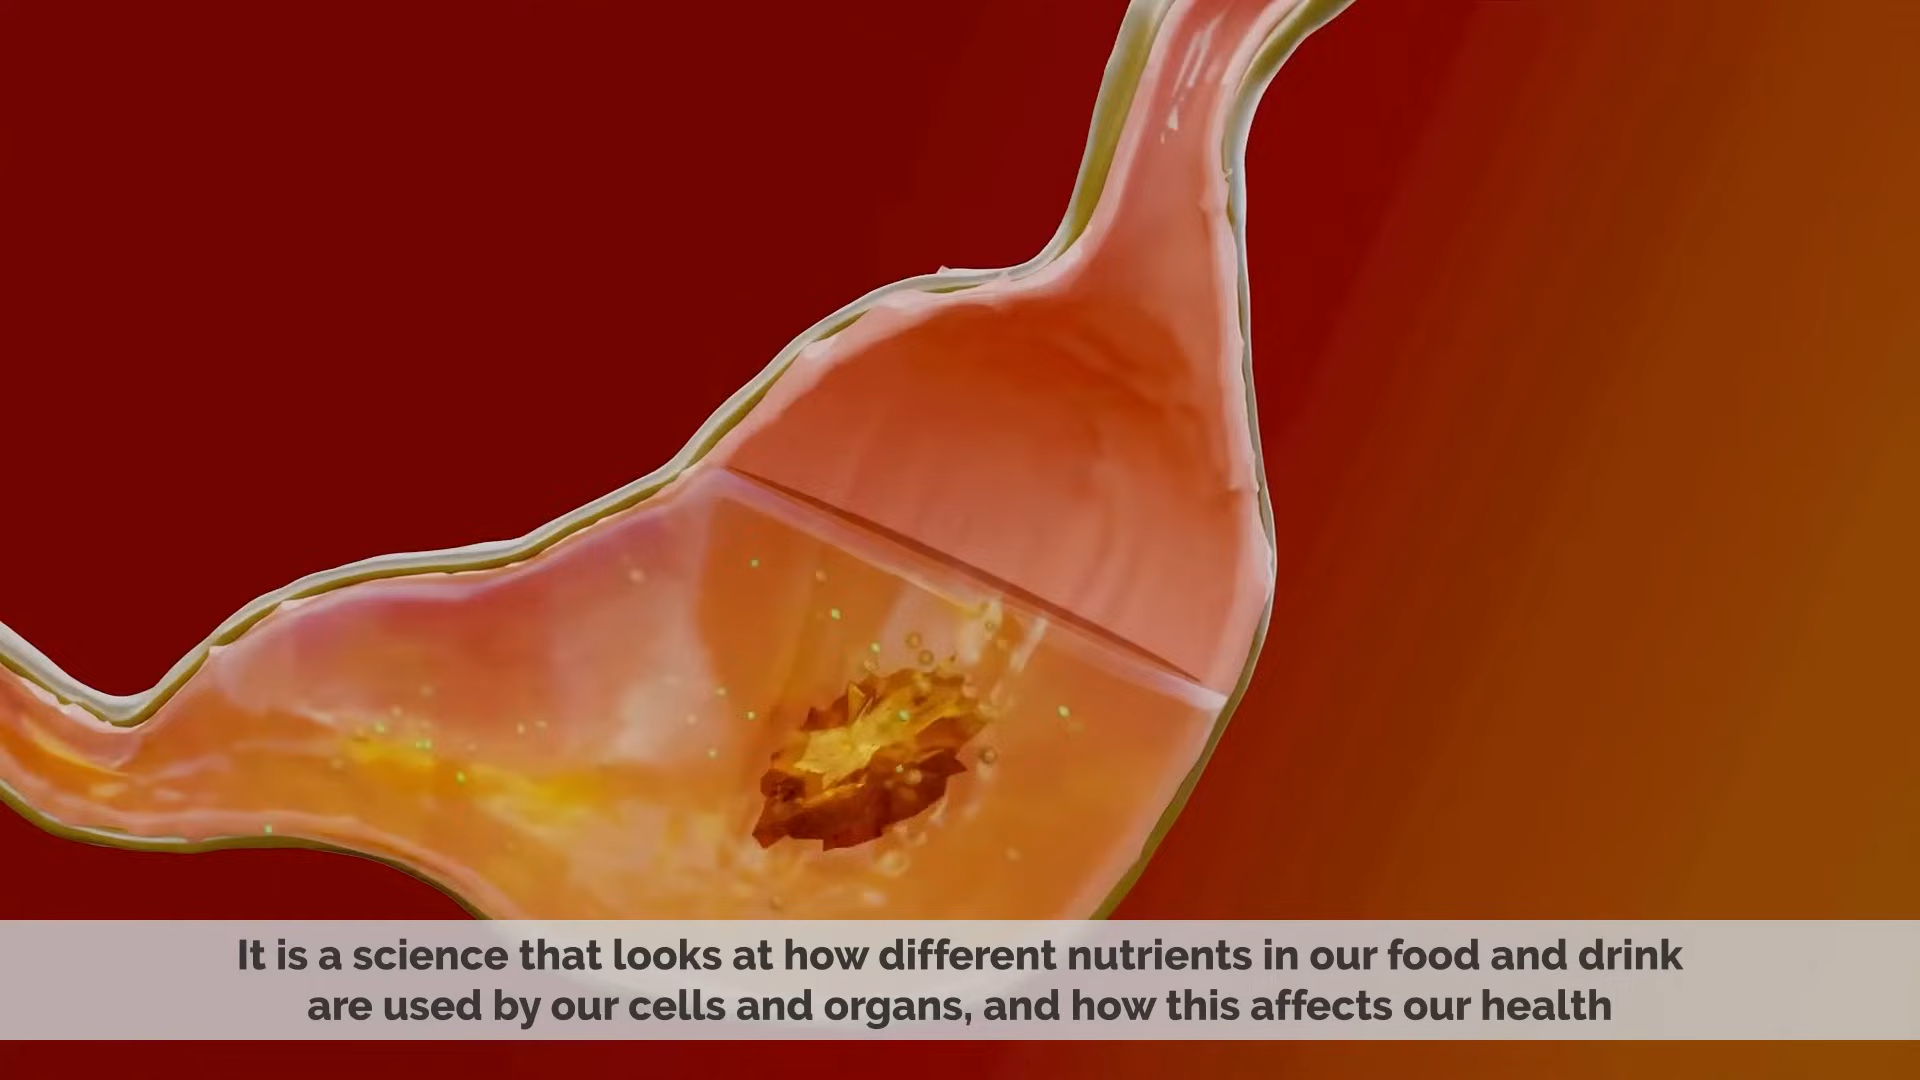 It is a science that looks at how different nutrients in our food and drink
are used by our cells and organs, and how this affects our health